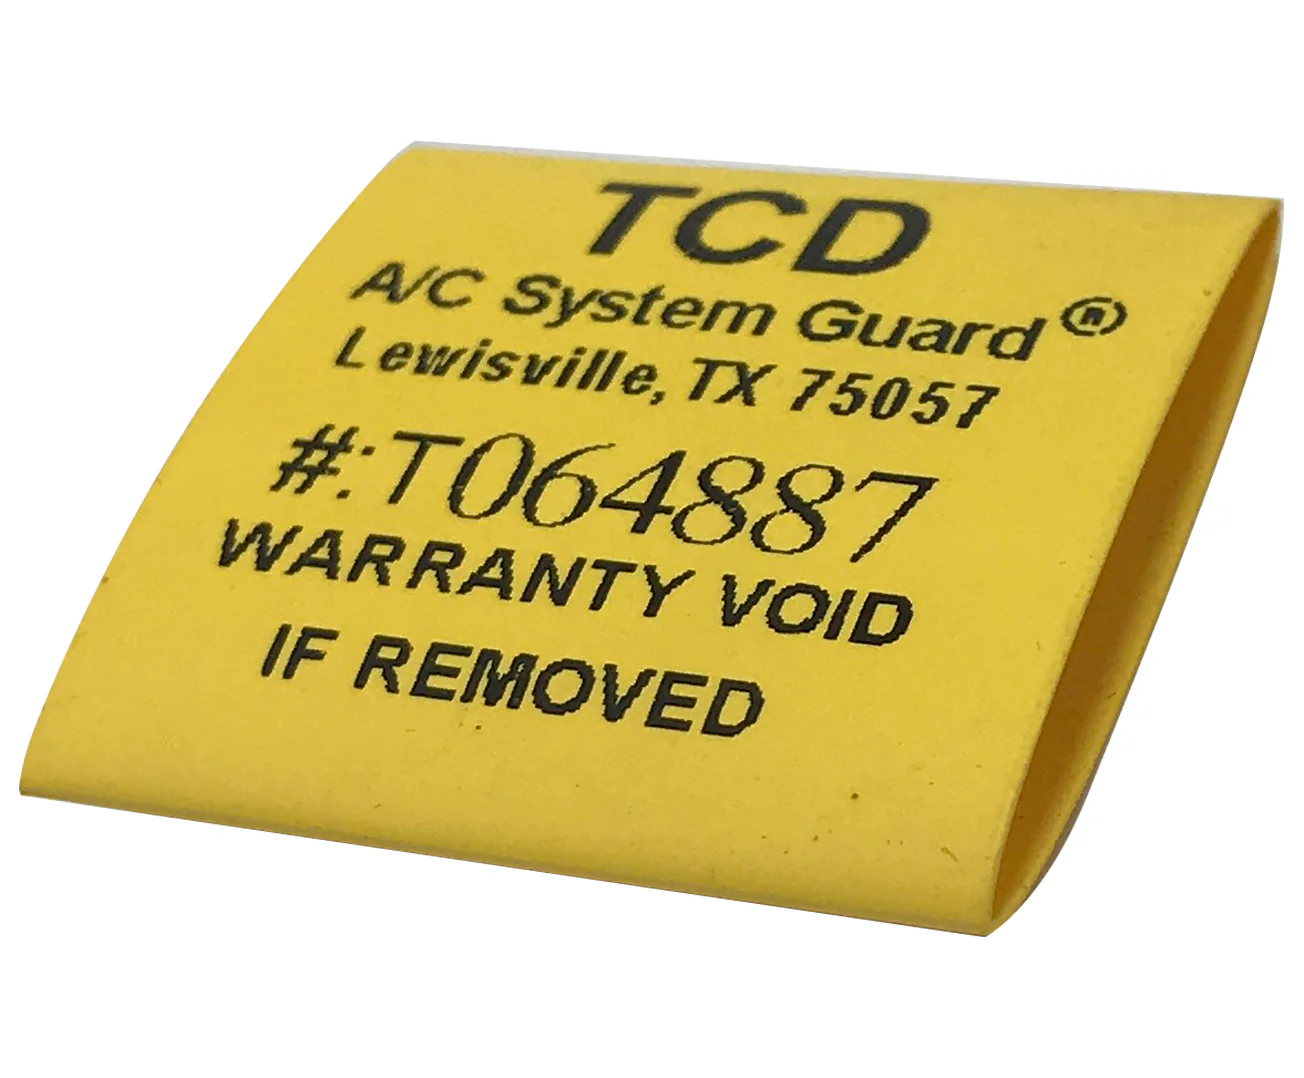 TCD
A/C System Guard®
Lewisville, TX 75057
#:T064887
WARRANTY VOID
IF REMOVED